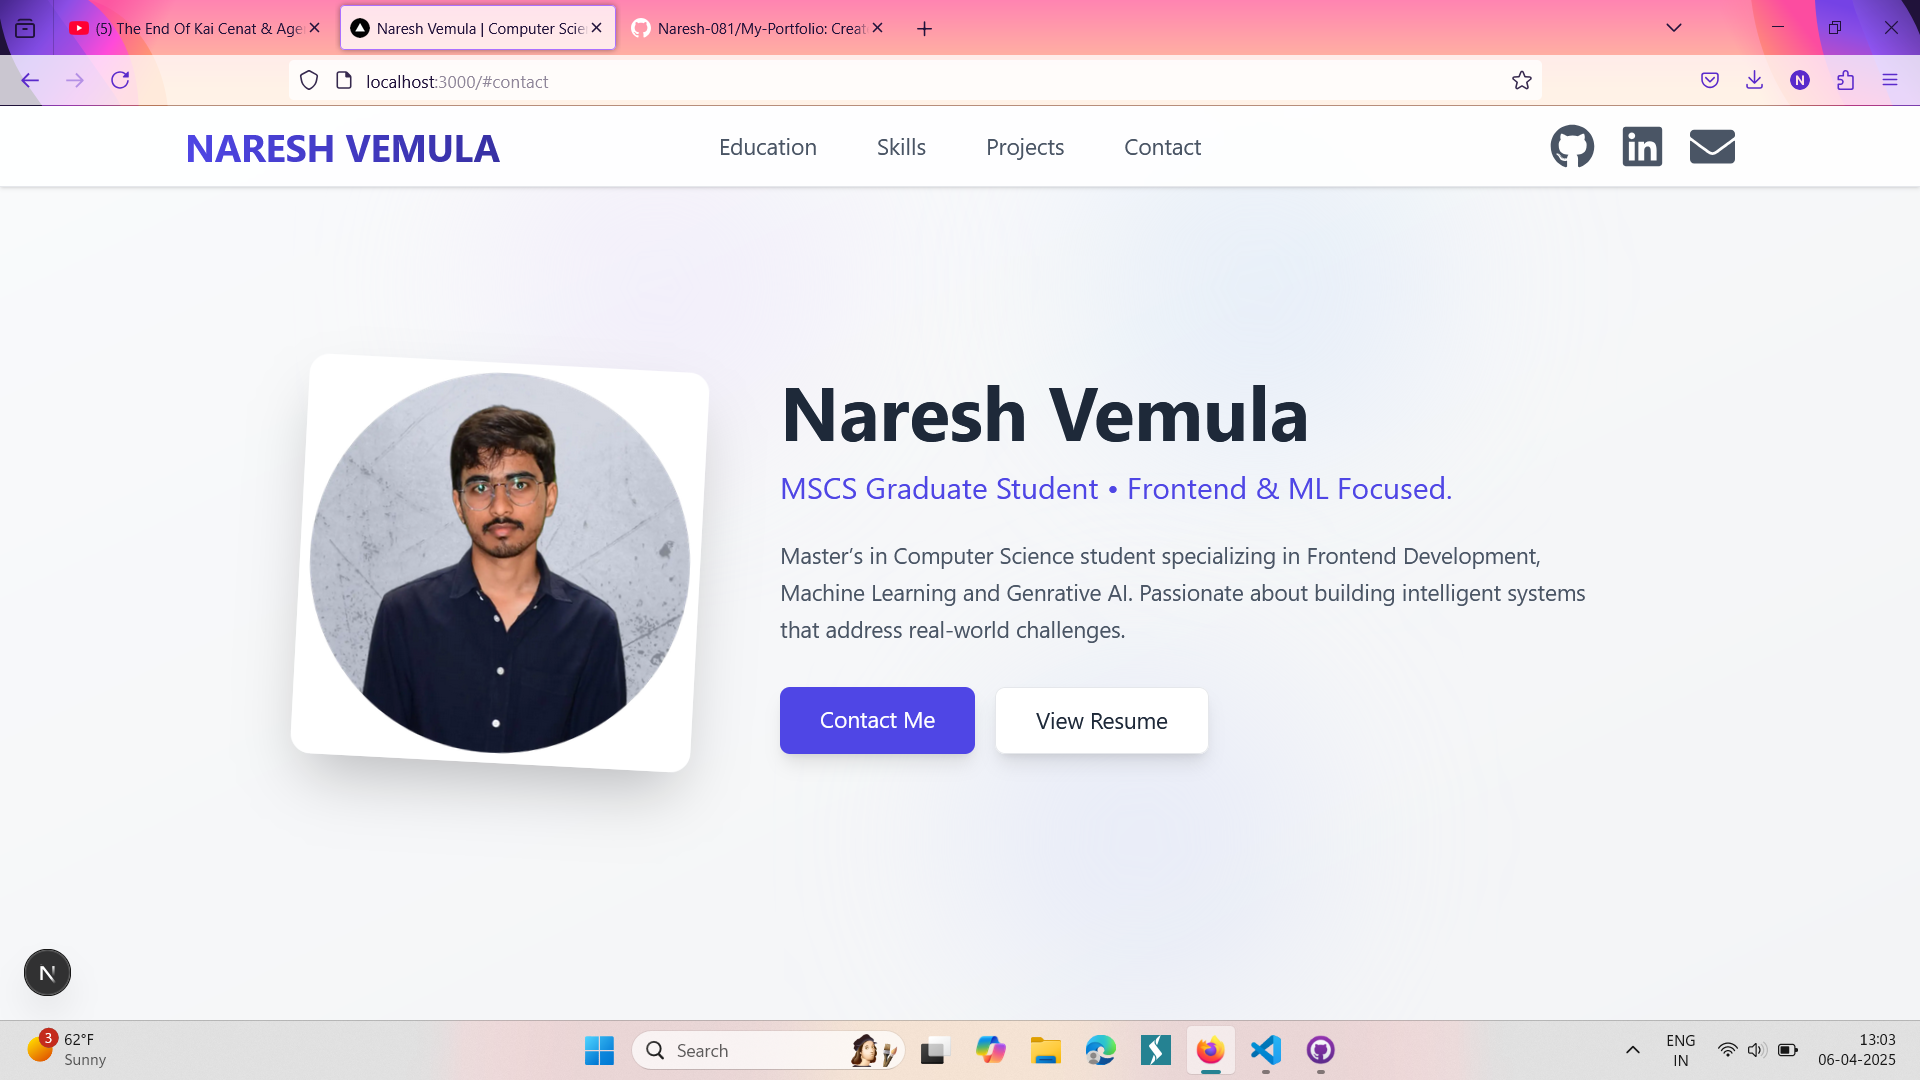 (5) The End Of Kai Cenat & Age
Naresh Vemula | Computer Scie
Naresh-081/My-Portfolio: Creat
localhost:3000/#contact
N
NARESH VEMULA
Education
Skills
Projects
Contact
in
Naresh Vemula
MSCS Graduate Student • Frontend & ML Focused.
Master’s in Computer Science student specializing in Frontend Development,
Machine Learning and Genrative AI. Passionate about building intelligent systems
that address real-world challenges.
Contact Me
View Resume
N
3
62°F
Sunny
Search
ENG
IN
13:03
06-04-2025